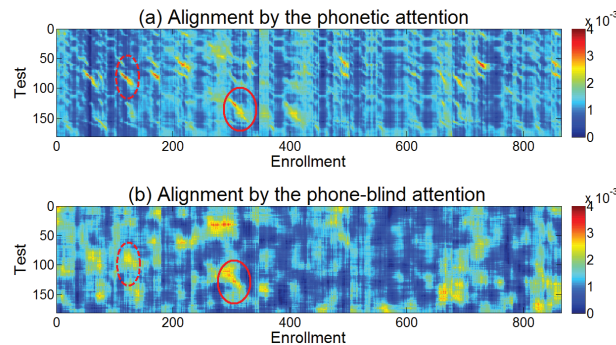 (a) Alignment by the phonetic attention
x 10⁻³
0
50
100
150
Test
0 200 400 600 800
Enrollment
4
3
2
1
0
(b) Alignment by the phone-blind attention
x 10⁻³
0
50
100
150
Test
0 200 400 600 800
Enrollment
4
3
2
1
0